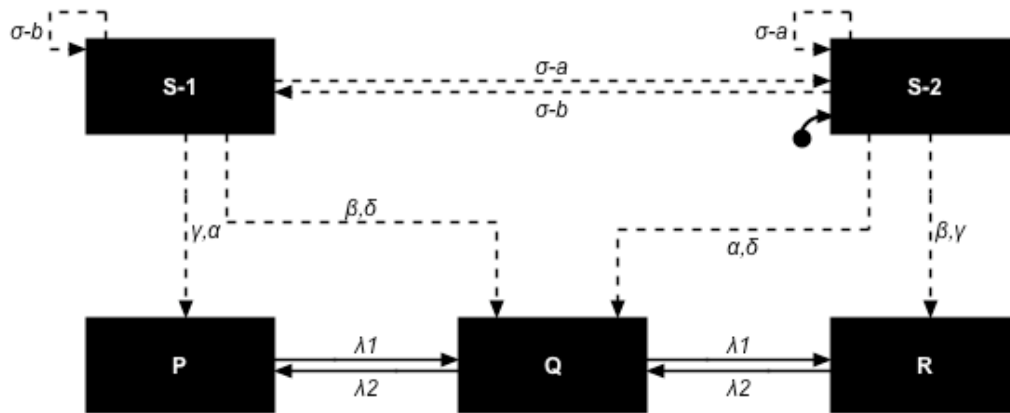 σ-b
σ-a
S-1
σ-a
S-2
σ-b
β,δ
γ,α
α,δ
β,γ
λ1
λ1
P
Q
R
λ2
λ2